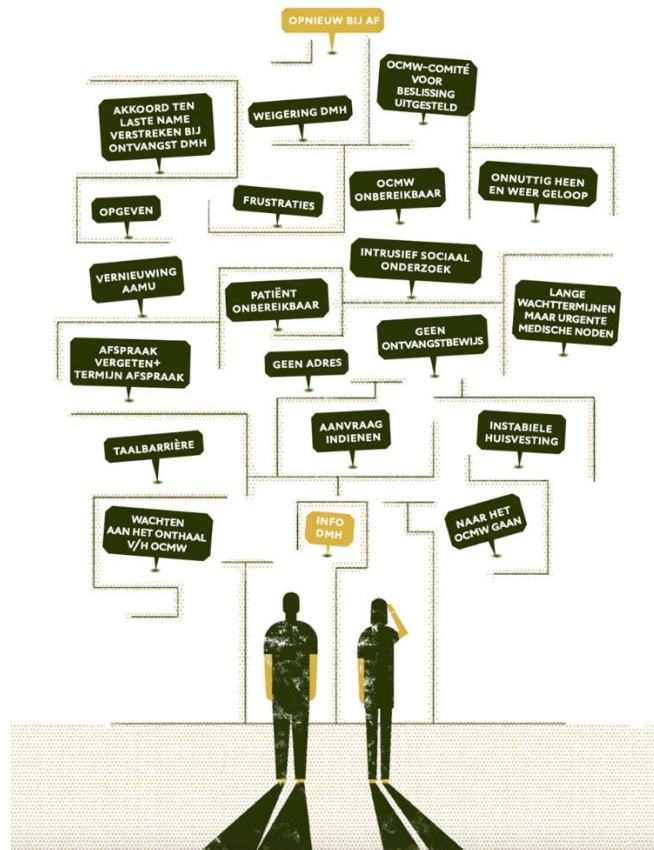 OPNIEUW BIJ AF
OCMW-COMITÉ
VOOR
BESLISSING
UITGESTELD
AKKOORD TEN
LASTE NAME
VERSTREKEN BIJ
ONTVANGST DMH
WEIGERING DMH
ONNUTTIG HEEN
EN WEER GELOOP
OCMW
ONBEREIKBAAR
FRUSTRATIES
OPGEVEN
INTRUSIEF SOCIAAL
ONDERZOEK
VERNIEUWING
AAMU
PATIËNT
ONBEREIKBAAR
LANGE
WACHTTERMIJNEN
MAAR URGENTE
MEDISCHE NODEN
GEEN
ONTVANGSTBEWIJS
AFSPRAAK
VERGETEN+
TERMIJN AFSPRAAK
GEEN ADRES
AANVRAAG
INDIENEN
INSTABIELE
HUISVESTING
TAALBARRIÈRE
WACHTEN
AAN HET ONTHAAL
V/H OCMW
INFO
DMH
NAAR HET
OCMW GAAN